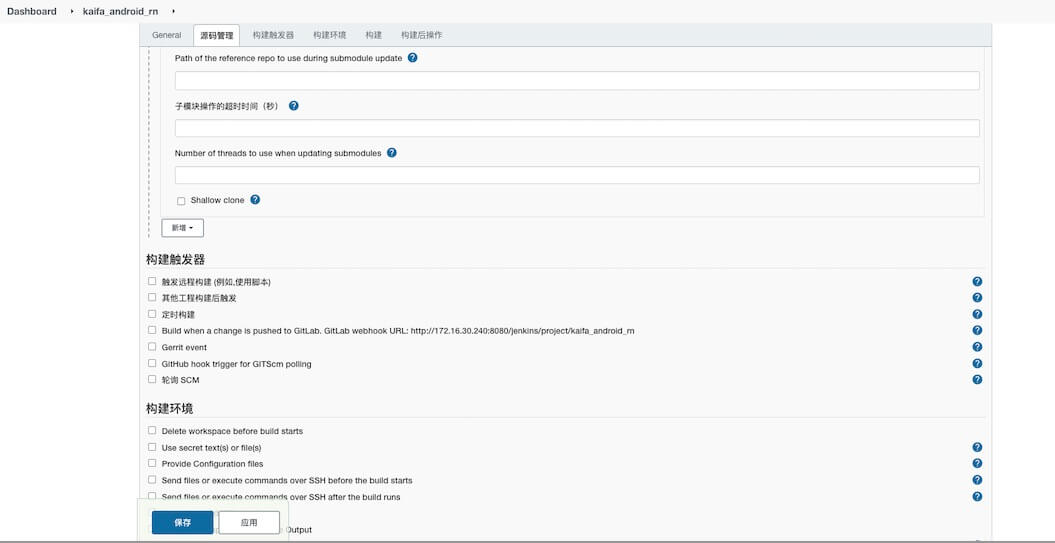 Dashboard ▸ kaifa_android_rn ▸
General 源码管理 构建触发器 构建环境 构建 构建后操作
Path of the reference repo to use during submodule update ?
子模块操作的超时时间（秒） ?
Number of threads to use when updating submodules ?
Shallow clone ?
新增
构建触发器
触发远程构建 (例如,使用脚本) ?
其他工程构建后触发 ?
定时构建 ?
Build when a change is pushed to GitLab. GitLab webhook URL: http://172.16.30.240:8080/jenkins/project/kaifa_android_rn ?
Gerrit event ?
GitHub hook trigger for GITScm polling ?
轮询 SCM ?
构建环境
Delete workspace before build starts
Use secret text(s) or file(s) ?
Provide Configuration files ?
Send files or execute commands over SSH before the build starts ?
Send files or execute commands over SSH after the build runs ?
保存 应用
Output